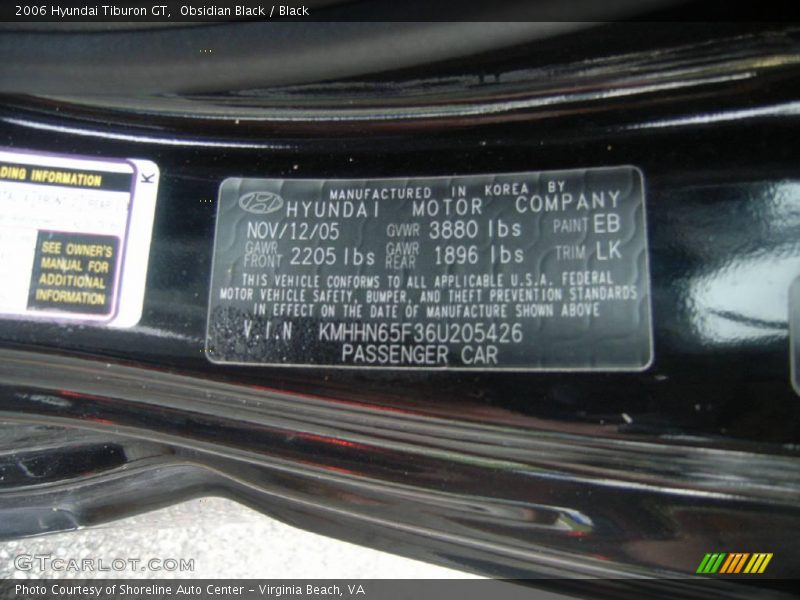 2006 Hyundai Tiburon GT,  Obsidian Black / Black
DING INFORMATION
K
SEE OWNER'S
MANUAL FOR
ADDITIONAL
INFORMATION
MANUFACTURED IN KOREA BY
HYUNDAI MOTOR COMPANY
NOV/12/05 GVWR 3880 lbs PAINT EB
GAWR FRONT 2205 lbs GAWR REAR 1896 lbs TRIM LK
THIS VEHICLE CONFORMS TO ALL APPLICABLE U.S.A. FEDERAL
MOTOR VEHICLE SAFETY, BUMPER, AND THEFT PREVENTION STANDARDS
IN EFFECT ON THE DATE OF MANUFACTURE SHOWN ABOVE
VIN KMHHN65F36U205426
PASSENGER CAR
GTCARLOT.COM
Photo Courtesy of Shoreline Auto Center - Virginia Beach, VA